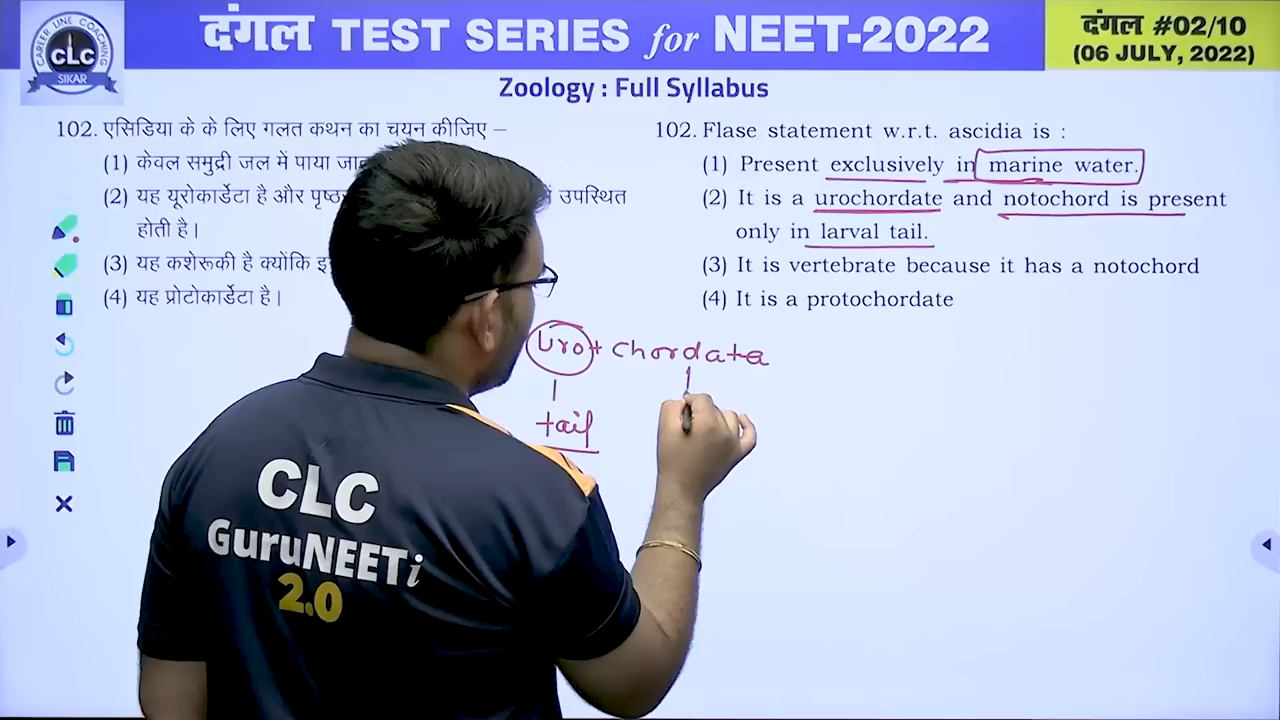 CAREER LINE COACHING
CLC
SIKAR
दंगल TEST SERIES for NEET-2022
दंगल #02/10
(06 JULY, 2022)
Zoology : Full Syllabus
102. एसिडिया के के लिए गलत कथन का चयन कीजिए –
(1) केवल समुद्री जल में पाया
(2) यह यूरोकार्डेटा है और उपस्थित
होती है।
(3) यह कशेरूकी है क्योंकि
(4) यह प्रोटोकार्डेटा है।
102. Flase statement w.r.t. ascidia is :
(1) Present exclusively in marine water.
(2) It is a urochordate and notochord is present
only in larval tail.
(3) It is vertebrate because it has a notochord
(4) It is a protochordate
Uro + chordata
tail
CLC
GuruNEETi
2.0